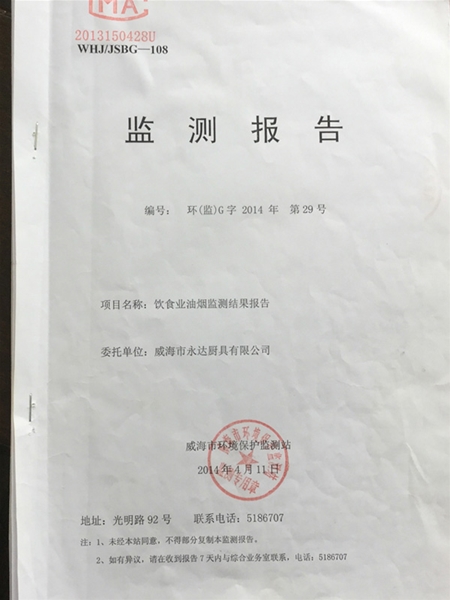 MA
2013150428U
WHJ/JSBG—108
监 测 报 告
编号： 环(监)G字 2014 年 第29号
项目名称：饮食业油烟监测结果报告
委托单位：威海市永达厨具有限公司
威海市环境保护监测站
2014年4月11日
地址：光明路92号 联系电话：5186707
注：1、未经本站同意，不得部分复制本监测报告。
2、如有异议，请在收到报告7天内与综合业务室联系，电话：5186707